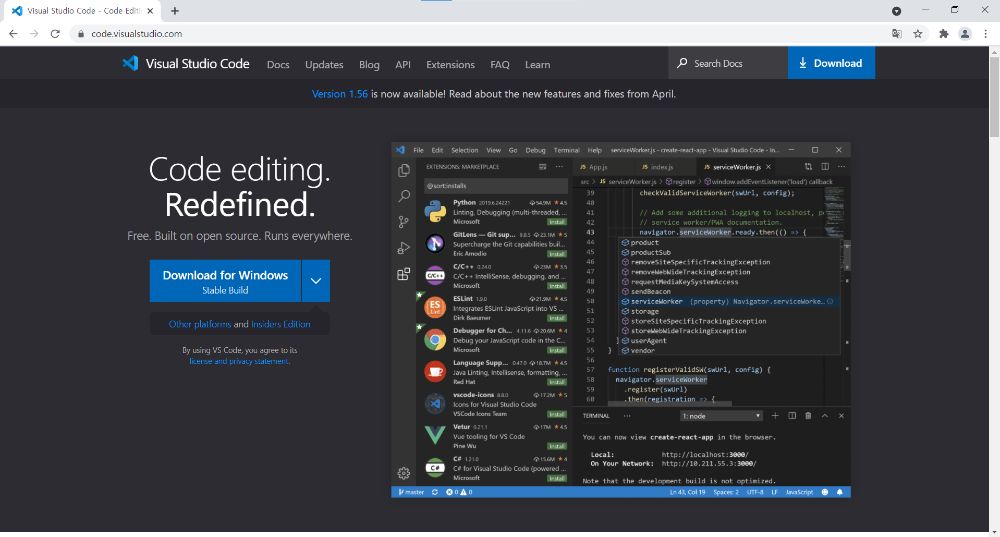 Visual Studio Code - Code Editi
code.visualstudio.com
Visual Studio Code Docs Updates Blog API Extensions FAQ Learn Search Docs Download
Version 1.56 is now available! Read about the new features and fixes from April.
Code editing.
Redefined.
Free. Built on open source. Runs everywhere.
Download for Windows
Stable Build
Other platforms and Insiders Edition
By using VS Code, you agree to its
license and privacy statement.
File Edit Selection View Go Debug Terminal Help serviceWorker.js - create-react-app - Visual Studio Code - In...
EXTENSIONS: MARKETPLACE
@sort:installs
Python 2019.6.24221 54.9M ★ 4.5
Linting, Debugging (multi-threaded, ...
Microsoft Install
GitLens — Git sup... 9.8.5 23.1M ★ 5
Supercharge the Git capabilities buil...
Eric Amodio Install
C/C++
C/C++ 0.24.0 23M ★ 3.5
C/C++ IntelliSense, debugging, and ...
Microsoft Install
ES
Lint
ESLint 1.9.0 21.9M ★ 4.5
Integrates ESLint JavaScript into VS ...
Dirk Baeumer Install
Debugger for Ch... 4.11.6 20.6M ★ 4
Debug your JavaScript code in the C...
Microsoft Install
Language Supp... 0.47.0 18.7M ★ 4.5
Java Linting, Intellisense, formatting, ...
Red Hat Install
vscode-icons 8.8.0 17.2M ★ 5
Icons for Visual Studio Code
VSCode Icons Team Install
Vetur 0.21.1 17M ★ 4.5
Vue tooling for VS Code
Pine Wu Install
C#
C# 1.21.0 15.6M ★ 4
C# for Visual Studio Code (powered ...
Microsoft Install
JS App.js JS index.js JS serviceWorker.js
src > JS serviceWorker.js > register > window.addEventListener('load') callback
39 checkValidServiceWorker(swUrl, config);
40
41 // Add some additional logging to localhost, po
42 // service worker/PWA documentation.
43 navigator.serviceWorker.ready.then(() => {
44 product
45 productSub
46 removeSiteSpecificTrackingException
47 removeWebWideTrackingException
48 requestMediaKeySystemAccess
49 sendBeacon
50 serviceWorker (property) Navigator.serviceWorke...
51 storage
52 storeSiteSpecificTrackingException
53 storeWebWideTrackingException
54 } userAgent
55 } vendor
56
57 function registerValidSW(swUrl, config) {
58 navigator.serviceWorker
59 .register(swUrl)
60 .then(registration => {
TERMINAL ... 1: node
You can now view create-react-app in the browser.
Local: http://localhost:3000/
On Your Network: http://10.211.55.3:3000/
Note that the development build is not optimized.
master 0 0 Ln 43, Col 19 Spaces: 2 UTF-8 LF JavaScript